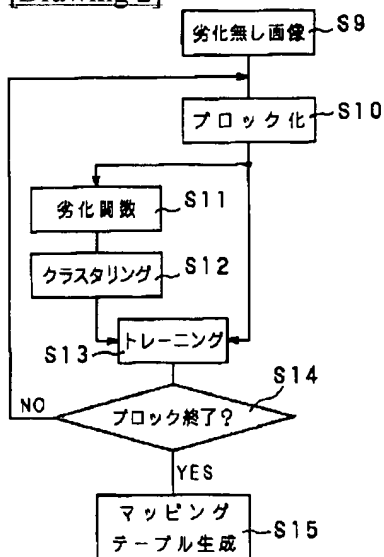 [Drawing 2]
劣化無し画像
S9
ブロック化
S10
劣化関数
S11
クラスタリング
S12
トレーニング
S13
S14
NO
ブロック終了?
YES
マッピング
テーブル生成
S15